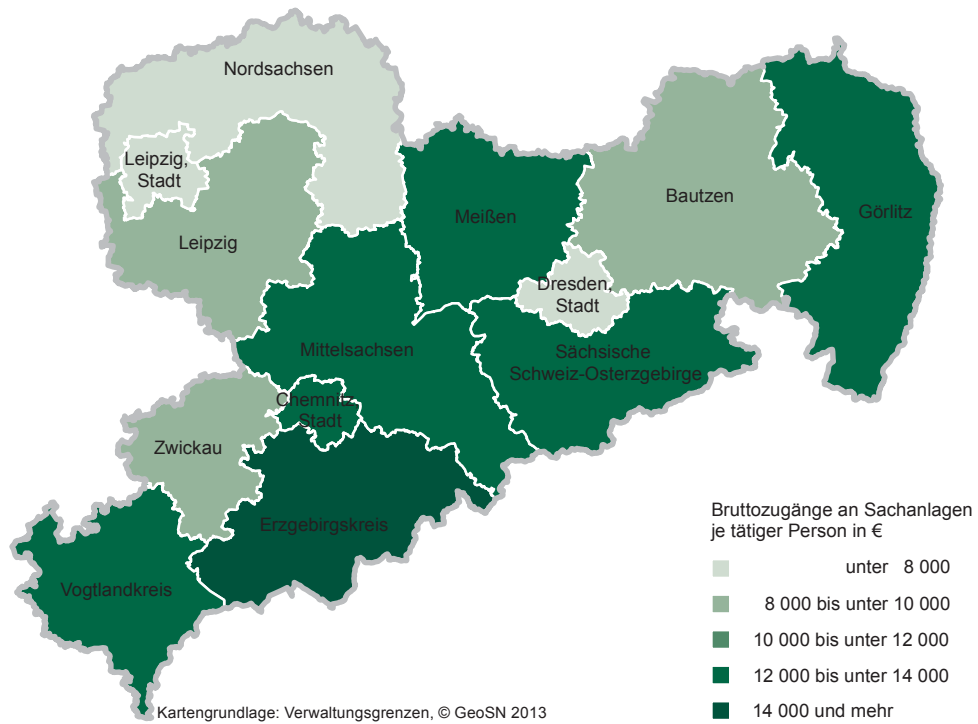 Nordsachsen
Leipzig,
Stadt
Leipzig
Meißen
Bautzen
Görlitz
Dresden,
Stadt
Mittelsachsen
Sächsische
Schweiz-Osterzgebirge
Chemnitz
Stadt
Zwickau
Erzgebirgskreis
Vogtlandkreis
Bruttozugänge an Sachanlagen
je tätiger Person in €
unter 8 000
8 000 bis unter 10 000
10 000 bis unter 12 000
12 000 bis unter 14 000
14 000 und mehr
Kartengrundlage: Verwaltungsgrenzen, © GeoSN 2013